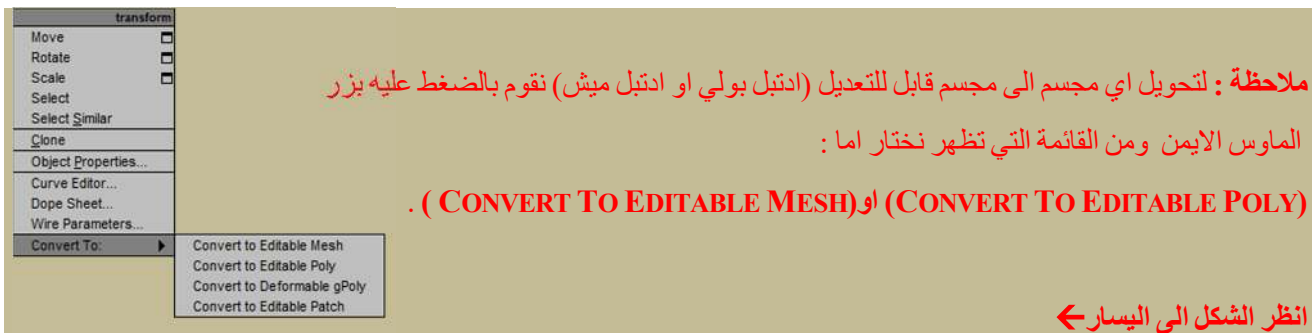 transform
Move
Rotate
Scale
Select
Select Similar
Clone
Object Properties...
Curve Editor...
Dope Sheet...
Wire Parameters...
Convert To:
Convert to Editable Mesh
Convert to Editable Poly
Convert to Deformable gPoly
Convert to Editable Patch
ملاحظة : لتحويل اي مجسم الى مجسم قابل للتعديل (ادتبل بولي او ادتبل ميش) نقوم بالضغط عليه بزر
الماوس الايمن ومن القائمة التي تظهر نختار اما :
(CONVERT TO EDITABLE POLY) او(CONVERT TO EDITABLE MESH ) .
انظر الشكل الى اليسار←